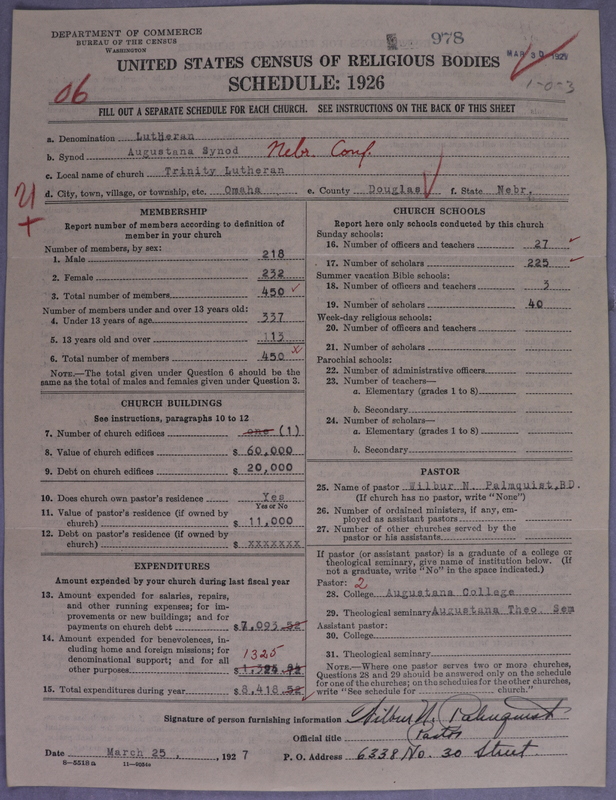 DEPARTMENT OF COMMERCE
BUREAU OF THE CENSUS
WASHINGTON
978
MAR 30 1927
UNITED STATES CENSUS OF RELIGIOUS BODIES
SCHEDULE: 1926
06
1-0-3
FILL OUT A SEPARATE SCHEDULE FOR EACH CHURCH. SEE INSTRUCTIONS ON THE BACK OF THIS SHEET
a. Denomination Lutheran
b. Synod Augustana Synod Nebr. Conf.
c. Local name of church Trinity Lutheran
d. City, town, village, or township, etc. Omaha e. County Douglas f. State Nebr.
MEMBERSHIP
Report number of members according to definition of
member in your church
Number of members, by sex:
1. Male 218
2. Female 232
3. Total number of members 450
Number of members under and over 13 years old:
4. Under 13 years of age 337
5. 13 years old and over 113
6. Total number of members 450 x
NOTE.—The total given under Question 6 should be
same as the total of males and females given under Question 3.
CHURCH BUILDINGS
See instructions, paragraphs 10 to 12
7. Number of church edifices one (1)
8. Value of church edifices $ 60,000
9. Debt on church edifices $ 20,000
10. Does church own pastor's residence Yes
Yes or No
11. Value of pastor's residence (if owned by
church) $ 11,000
12. Debt on pastor's residence (if owned by
church) $ xxxxxxx
EXPENDITURES
Amount expended by your church during last fiscal year
13. Amount expended for salaries, repairs,
and other running expenses; for im-
provements or new buildings; and for
payments on church debt $ 7,093.52
14. Amount expended for benevolences, in-
cluding home and foreign missions; for
denominational support; and for all
other purposes 1325
15. Total expenditures during year $ 8,418.52
CHURCH SCHOOLS
Report here only schools conducted by this church
Sunday schools:
16. Number of officers and teachers 27
17. Number of scholars 225
Summer vacation Bible schools:
18. Number of officers and teachers 3
19. Number of scholars 40
Week-day religious schools:
20. Number of officers and teachers
21. Number of scholars
Parochial schools:
22. Number of administrative officers
23. Number of teachers—
a. Elementary (grades 1 to 8)
b. Secondary
24. Number of scholars—
a. Elementary (grades 1 to 8)
b. Secondary
PASTOR
25. Name of pastor Wilbur N. Palmquist,BD.
(If church has no pastor, write "None")
26. Number of ordained ministers, if any, em-
ployed as assistant pastors
27. Number of other churches served by the
pastor or his assistants
If pastor (or assistant pastor) is a graduate of a college or
theological seminary, give name of institution below. (If
not a graduate, write "No" in the space indicated.)
Pastor: 2
28. College Augustana College
29. Theological seminary Augustana Theo. Sem
Assistant pastor:
30. College
31. Theological seminary
NOTE.—Where one pastor serves two or more churches,
Questions 28 and 29 should be answered only on the schedule
for one of the churches; on the schedules for the other churches,
write "See schedule for church."
Signature of person furnishing information Wilbur N. Palmquist
Official title Pastor
Date March 25, 1927 P. O. Address 6338 No. 30 Street.
8—5518a 11—9034a